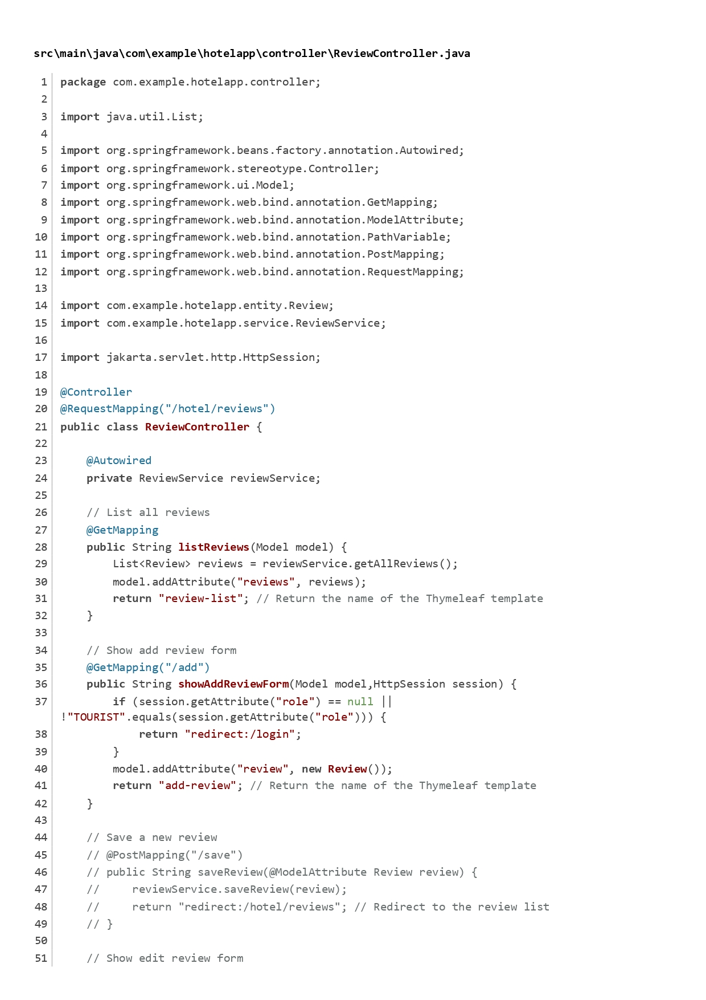 src\main\java\com\example\hotelapp\controller\ReviewController.java
1 package com.example.hotelapp.controller;
2
3 import java.util.List;
4
5 import org.springframework.beans.factory.annotation.Autowired;
6 import org.springframework.stereotype.Controller;
7 import org.springframework.ui.Model;
8 import org.springframework.web.bind.annotation.GetMapping;
9 import org.springframework.web.bind.annotation.ModelAttribute;
10 import org.springframework.web.bind.annotation.PathVariable;
11 import org.springframework.web.bind.annotation.PostMapping;
12 import org.springframework.web.bind.annotation.RequestMapping;
13
14 import com.example.hotelapp.entity.Review;
15 import com.example.hotelapp.service.ReviewService;
16
17 import jakarta.servlet.http.HttpSession;
18
19 @Controller
20 @RequestMapping("/hotel/reviews")
21 public class ReviewController {
22
23     @Autowired
24     private ReviewService reviewService;
25
26     // List all reviews
27     @GetMapping
28     public String listReviews(Model model) {
29         List<Review> reviews = reviewService.getAllReviews();
30         model.addAttribute("reviews", reviews);
31         return "review-list"; // Return the name of the Thymeleaf template
32     }
33
34     // Show add review form
35     @GetMapping("/add")
36     public String showAddReviewForm(Model model,HttpSession session) {
37         if (session.getAttribute("role") == null ||
!"TOURIST".equals(session.getAttribute("role"))) {
38             return "redirect:/login";
39         }
40         model.addAttribute("review", new Review());
41         return "add-review"; // Return the name of the Thymeleaf template
42     }
43
44     // Save a new review
45     // @PostMapping("/save")
46     // public String saveReview(@ModelAttribute Review review) {
47     //     reviewService.saveReview(review);
48     //     return "redirect:/hotel/reviews"; // Redirect to the review list
49     // }
50
51     // Show edit review form